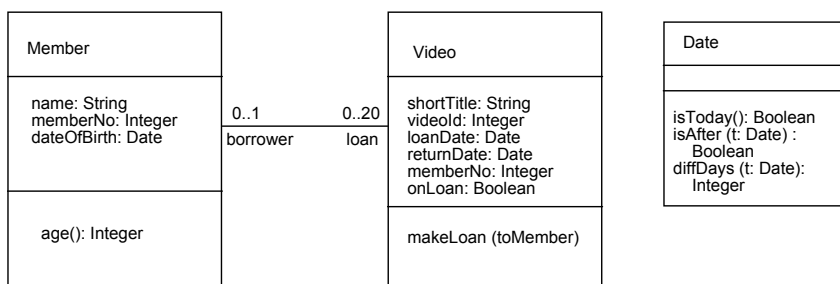 Member
name: String
memberNo: Integer
dateOfBirth: Date
age(): Integer
0..1
0..20
borrower
loan
Video
shortTitle: String
videoId: Integer
loanDate: Date
returnDate: Date
memberNo: Integer
onLoan: Boolean
makeLoan (toMember)
Date
isToday(): Boolean
isAfter (t: Date) :
Boolean
diffDays (t: Date):
Integer